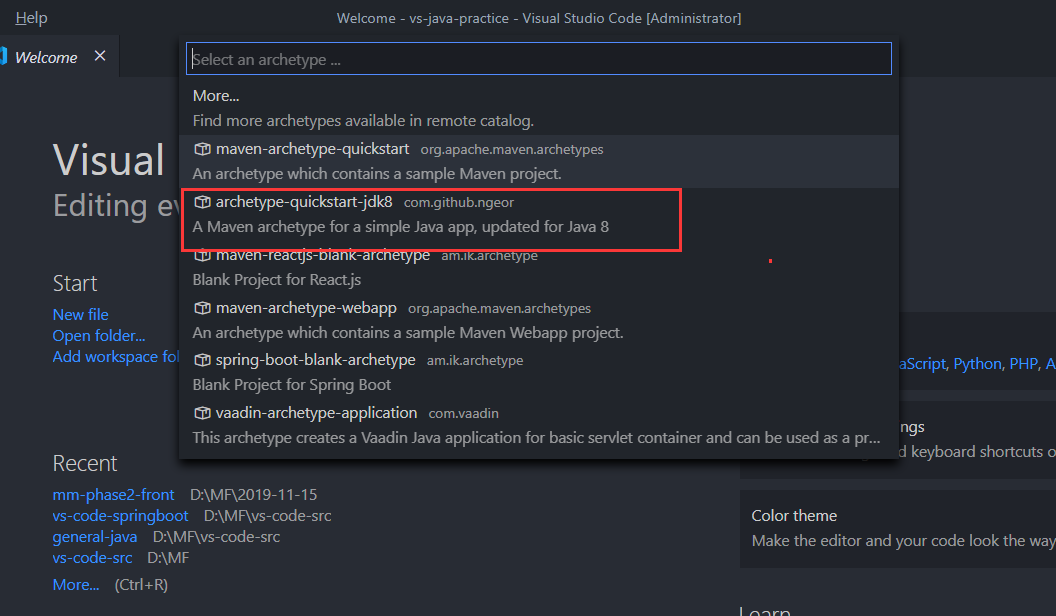 Help
Welcome - vs-java-practice - Visual Studio Code [Administrator]
Welcome
Select an archetype ...
More...
Find more archetypes available in remote catalog.
maven-archetype-quickstart org.apache.maven.archetypes
An archetype which contains a sample Maven project.
archetype-quickstart-jdk8 com.github.ngeor
A Maven archetype for a simple Java app, updated for Java 8
maven-reactjs-blank-archetype am.ik.archetype
Blank Project for React.js
maven-archetype-webapp org.apache.maven.archetypes
An archetype which contains a sample Maven Webapp project.
spring-boot-blank-archetype am.ik.archetype
Blank Project for Spring Boot
vaadin-archetype-application com.vaadin
This archetype creates a Vaadin Java application for basic servlet container and can be used as a pr...
Visual
Editing ev
Start
New file
Open folder...
Add workspace fol
Recent
mm-phase2-front D:\MF\2019-11-15
vs-code-springboot D:\MF\vs-code-src
general-java D:\MF\vs-code-src
vs-code-src D:\MF
More... (Ctrl+R)
aScript, Python, PHP, A
ngs
d keyboard shortcuts o
Color theme
Make the editor and your code look the way
Learn